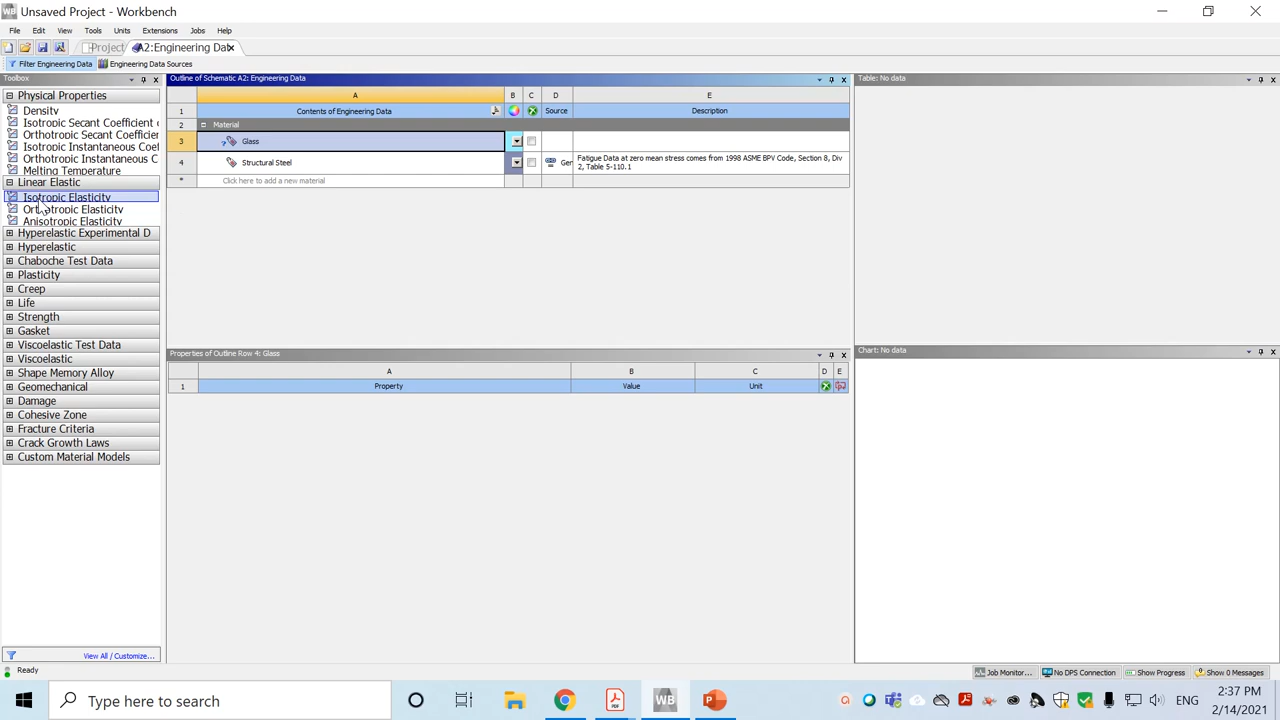 Unsaved Project - Workbench
File Edit View Tools Units Extensions Jobs Help
Project A2:Engineering Data
Filter Engineering Data Engineering Data Sources
Toolbox
Physical Properties
Density
Isotropic Secant Coefficient
Orthotropic Secant Coefficier
Isotropic Instantaneous Coef
Orthotropic Instantaneous C
Melting Temperature
Linear Elastic
Isotropic Elasticity
Orthotropic Elasticity
Anisotropic Elasticity
Hyperelastic Experimental D
Hyperelastic
Chaboche Test Data
Plasticity
Creep
Life
Strength
Gasket
Viscoelastic Test Data
Viscoelastic
Shape Memory Alloy
Geomechanical
Damage
Cohesive Zone
Fracture Criteria
Crack Growth Laws
Custom Material Models
View All / Customize...
Outline of Schematic A2: Engineering Data
A B C D E
1 Contents of Engineering Data Source Description
2 Material
3 Glass
4 Structural Steel Gen Fatigue Data at zero mean stress comes from 1998 ASME BPV Code, Section 8, Div
2, Table 5-110.1
* Click here to add a new material
Properties of Outline Row 4: Glass
A B C D E
1 Property Value Unit
Table: No data
Chart: No data
Ready
Job Monitor... No DPS Connection Show Progress Show 0 Messages
Type here to search
WB
ENG
2:37 PM
2/14/2021